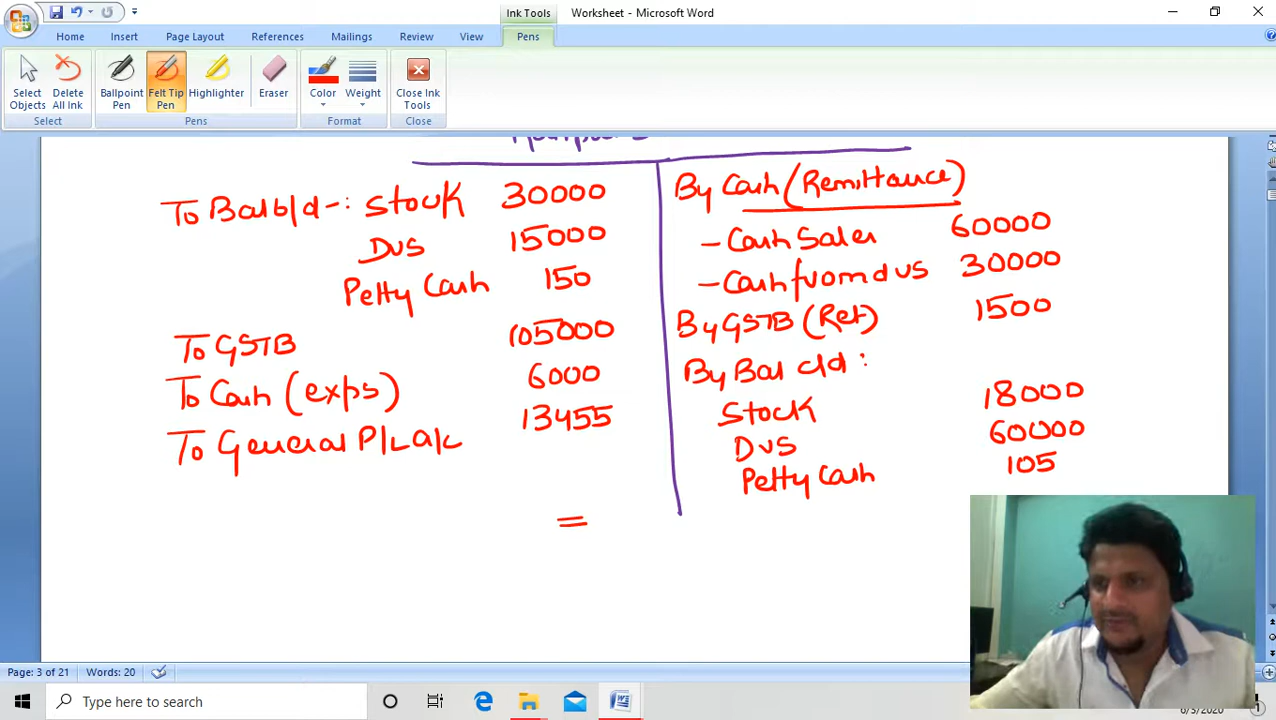 Ink Tools
Worksheet - Microsoft Word
Home Insert Page Layout References Mailings Review View Pens
Select Objects
Delete All Ink
Ballpoint Pen
Felt Tip Pen
Highlighter
Eraser
Color
Weight
Close Ink Tools
Select Pens Format Close
To Bal b/d -: Stock 30000
Drs 15000
Petty Cash 150
To GSTB 105000
To Cash (exps) 6000
To General P/L a/c 13455
=
By Cash (Remittance)
- Cash Sales 60000
- Cash from drs 30000
By GSTB (Ret) 1500
By Bal c/d :
Stock 18000
Drs 60000
Petty Cash 105
Page: 3 of 21 Words: 20
Type here to search